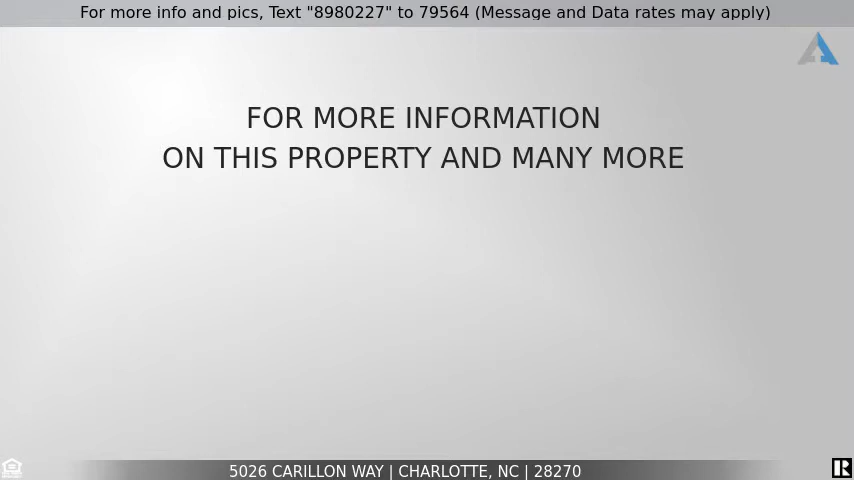 For more info and pics, Text "8980227" to 79564 (Message and Data rates may apply)
FOR MORE INFORMATION
ON THIS PROPERTY AND MANY MORE
5026 CARILLON WAY | CHARLOTTE, NC | 28270